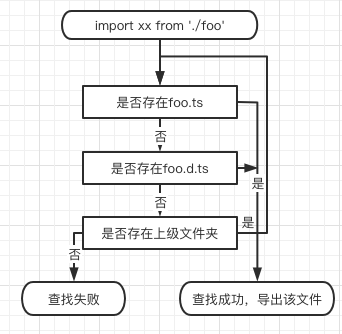 import xx from './foo'
是否存在foo.ts
否
是否存在foo.d.ts
是
否
是否存在上级文件夹
是
否
查找失败
查找成功，导出该文件